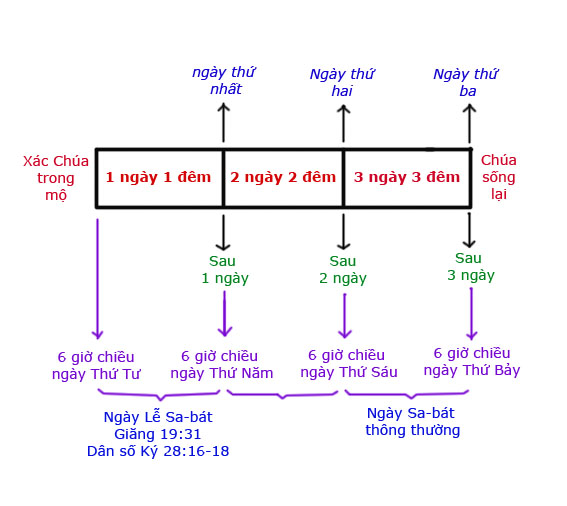 ngày thứ
nhất
Ngày thứ
hai
Ngày thứ
ba
Xác Chúa
trong
mộ
1 ngày 1 đêm
2 ngày 2 đêm
3 ngày 3 đêm
Chúa
sống
lại
Sau
1 ngày
Sau
2 ngày
Sau
3 ngày
6 giờ chiều
ngày Thứ Tư
6 giờ chiều
ngày Thứ Năm
6 giờ chiều
ngày Thứ Sáu
6 giờ chiều
ngày Thứ Bảy
Ngày Lễ Sa-bát
Giăng 19:31
Dân số Ký 28:16-18
Ngày Sa-bát
thông thường